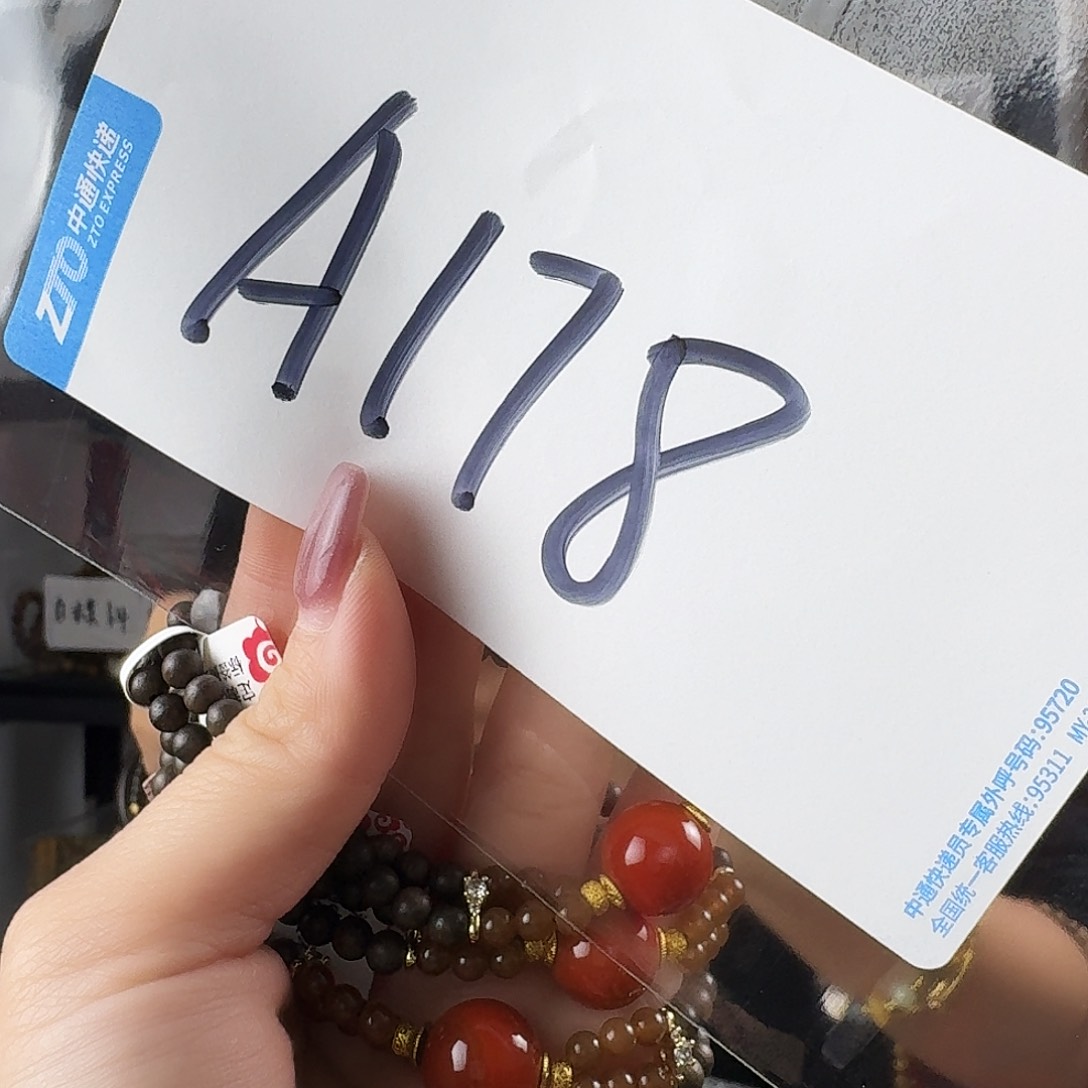 A178
ZTO 中通快递
ZTO EXPRESS
中通快递员专属外呼号码:95720
全国统一客服热线:95311